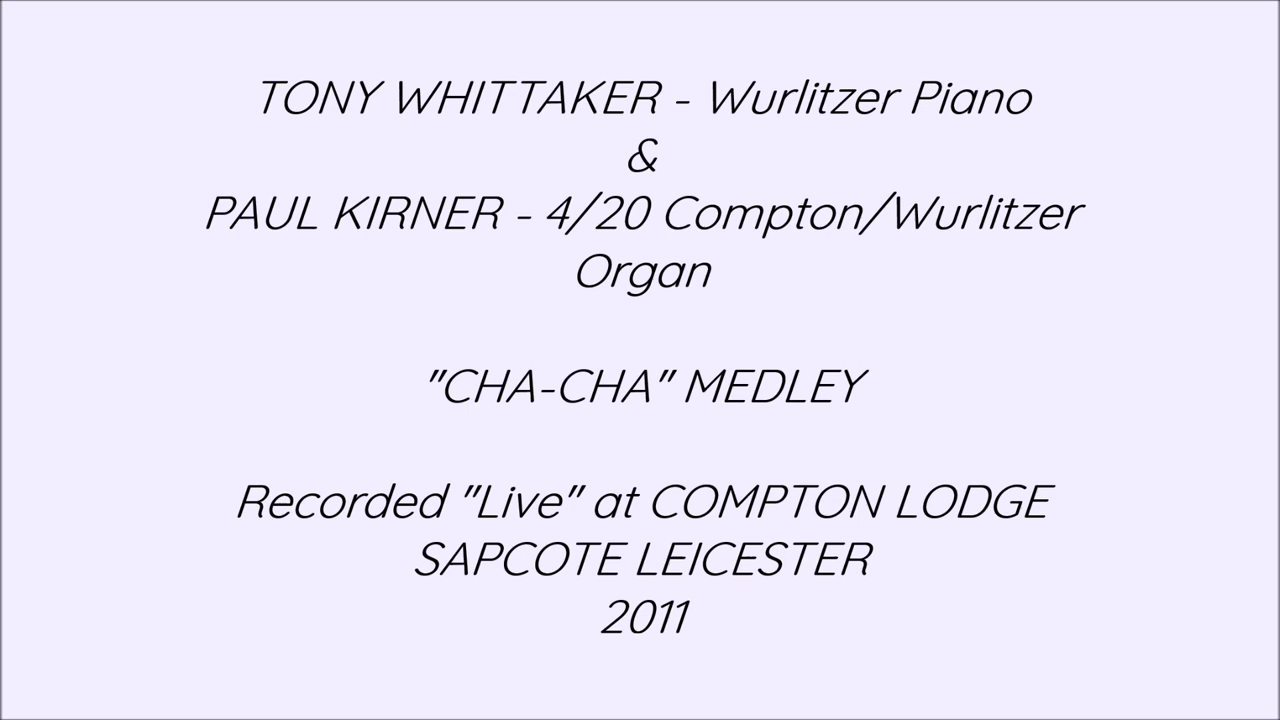 TONY WHITTAKER - Wurlitzer Piano
&
PAUL KIRNER - 4/20 Compton/Wurlitzer
Organ
"CHA-CHA" MEDLEY
Recorded "Live" at COMPTON LODGE
SAPCOTE LEICESTER
2011